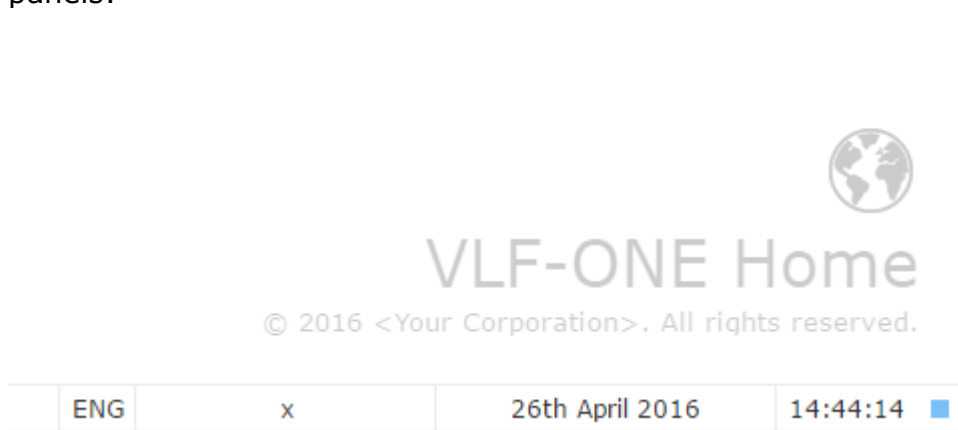 panels.
VLF-ONE Home
© 2016 <Your Corporation>. All rights reserved.
ENG x 26th April 2016 14:44:14